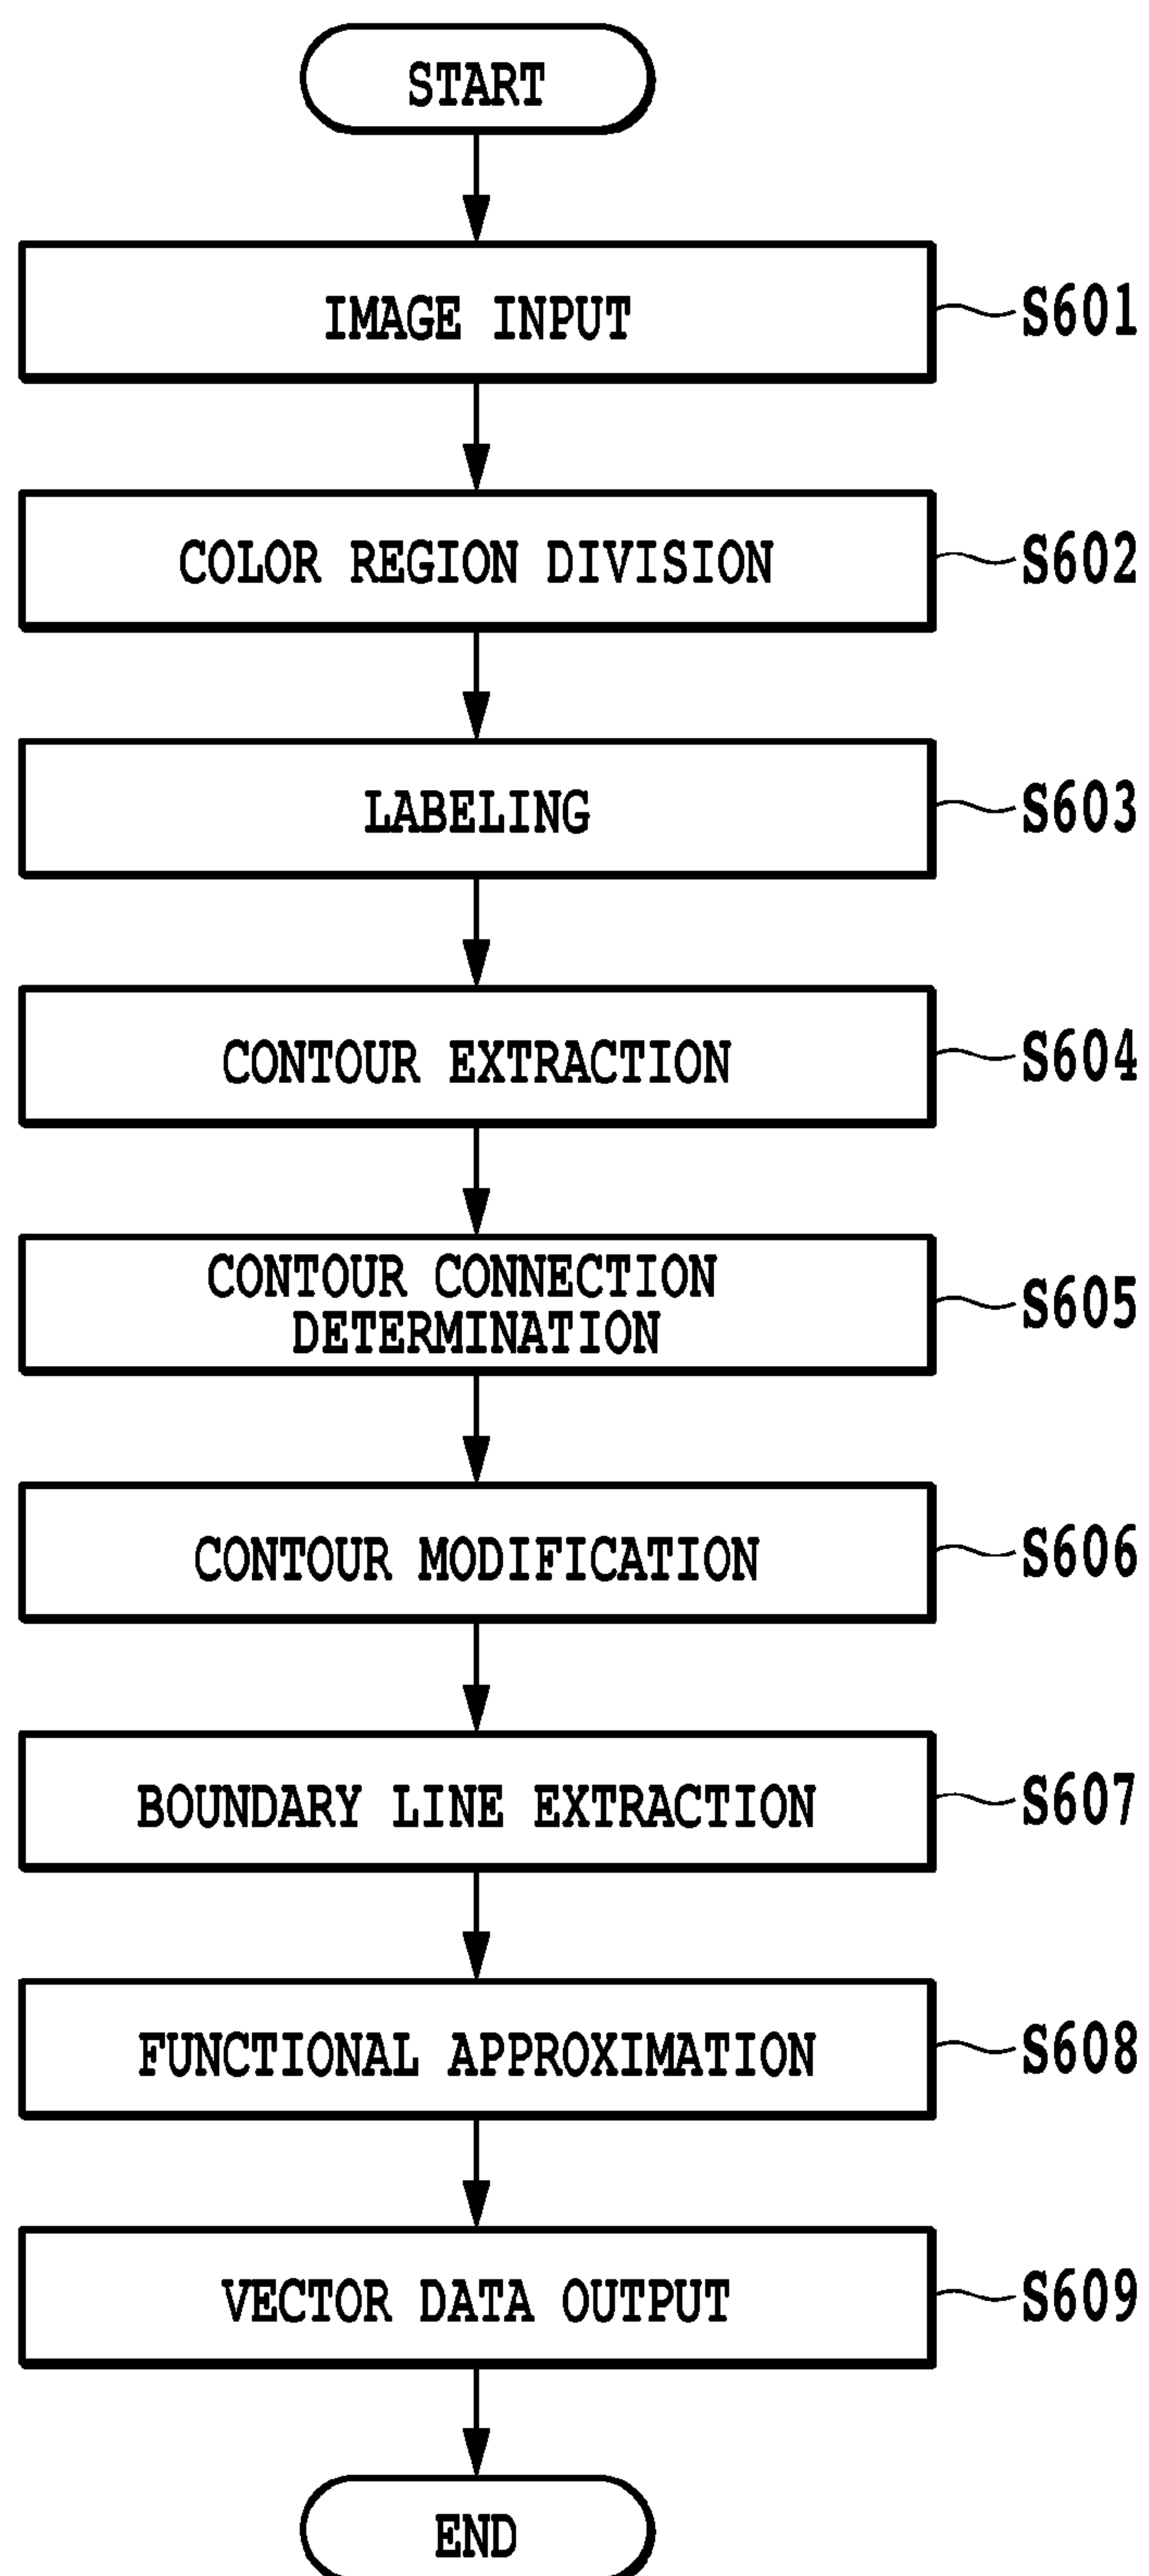 START
IMAGE INPUT
S601
COLOR REGION DIVISION
S602
LABELING
S603
CONTOUR EXTRACTION
S604
CONTOUR CONNECTION
DETERMINATION
S605
CONTOUR MODIFICATION
S606
BOUNDARY LINE EXTRACTION
S607
FUNCTIONAL APPROXIMATION
S608
VECTOR DATA OUTPUT
S609
END